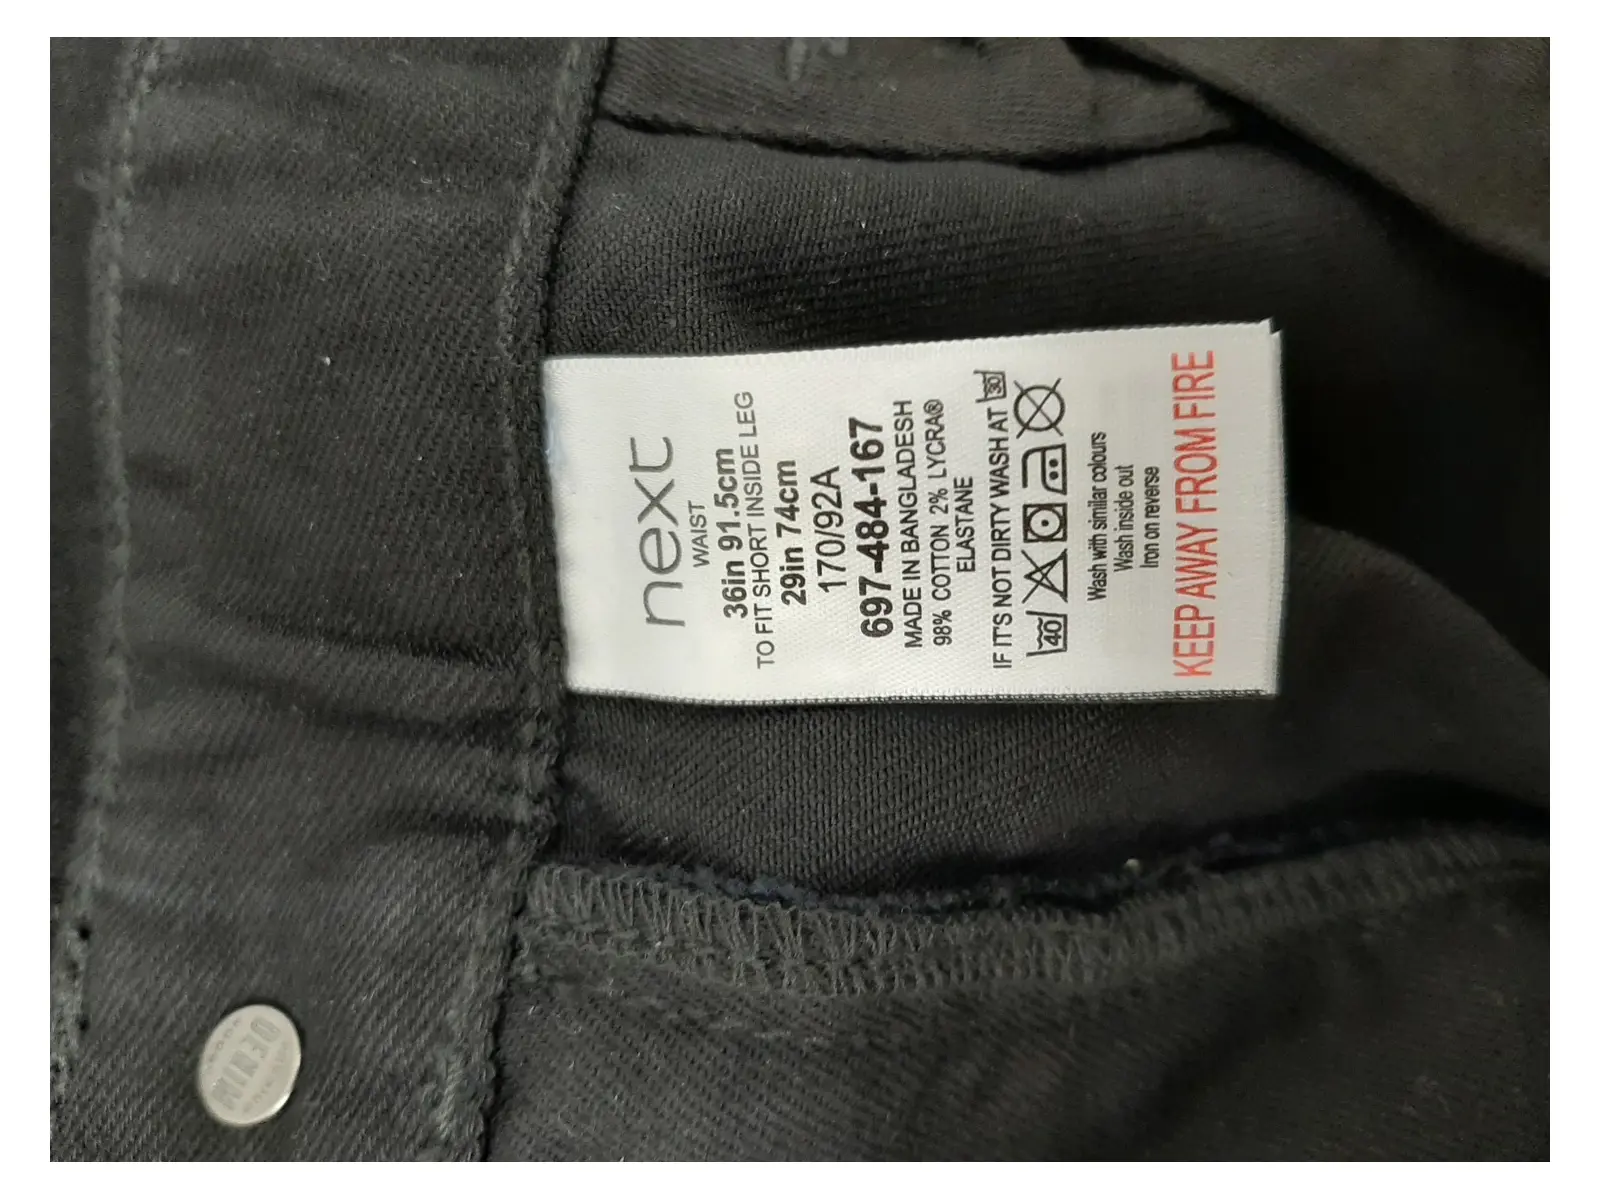 next
WAIST
36in 91.5cm
TO FIT SHORT INSIDE LEG
29in 74cm
170/92A
697-484-167
MADE IN BANGLADESH
98% COTTON 2% LYCRA®
ELASTANE
IF IT'S NOT DIRTY WASH AT 30
40
Wash with similar colours
Wash inside out
Iron on reverse
KEEP AWAY FROM FIRE
DENIM